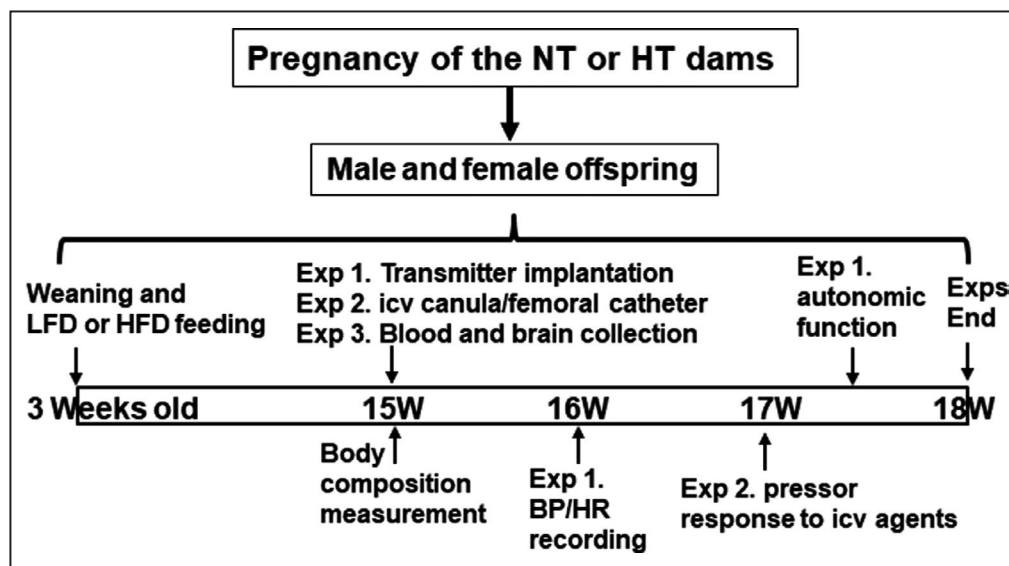 Pregnancy of the NT or HT dams
Male and female offspring
Weaning and
LFD or HFD feeding
Exp 1. Transmitter implantation
Exp 2. icv canula/femoral catheter
Exp 3. Blood and brain collection
Exp 1.
autonomic
function
Exps
End
3 Weeks old 15W 16W 17W 18W
Body
composition
measurement
Exp 1.
BP/HR
recording
Exp 2. pressor
response to icv agents